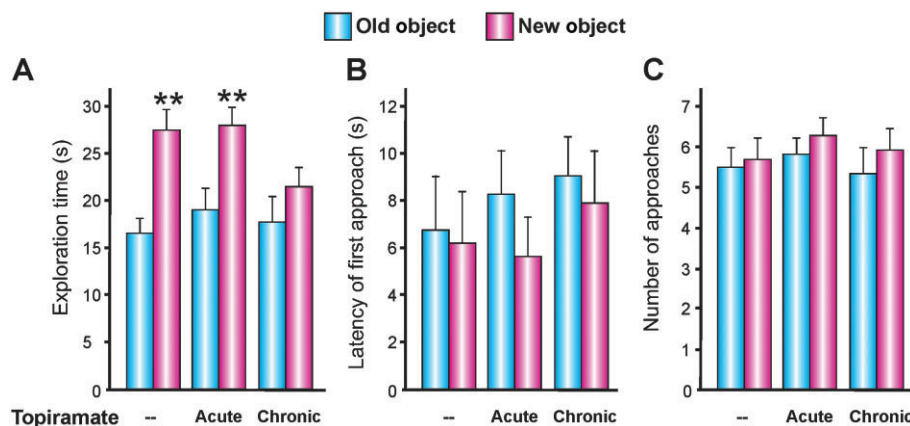 Old object New object
A
** **
Exploration time (s)
30
25
20
15
10
5
0
B
Latency of first approach (s)
12
10
8
6
4
2
0
C
Number of approaches
7
6
5
4
3
2
1
0
Topiramate -- Acute Chronic -- Acute Chronic -- Acute Chronic